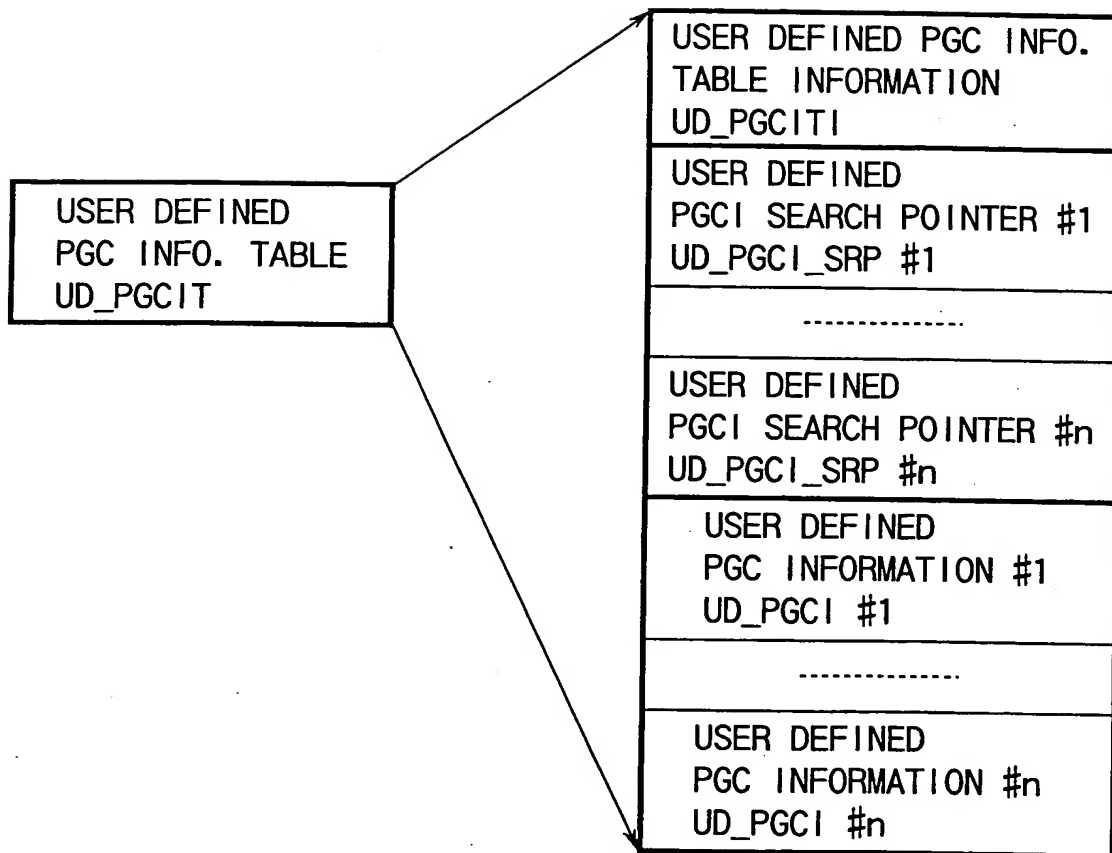 USER DEFINED
PGC INFO. TABLE
UD_PGCIT
USER DEFINED PGC INFO.
TABLE INFORMATION
UD_PGCITI
USER DEFINED
PGCI SEARCH POINTER #1
UD_PGCI_SRP #1
---------------
USER DEFINED
PGCI SEARCH POINTER #n
UD_PGCI_SRP #n
USER DEFINED
PGC INFORMATION #1
UD_PGCI #1
---------------
USER DEFINED
PGC INFORMATION #n
UD_PGCI #n